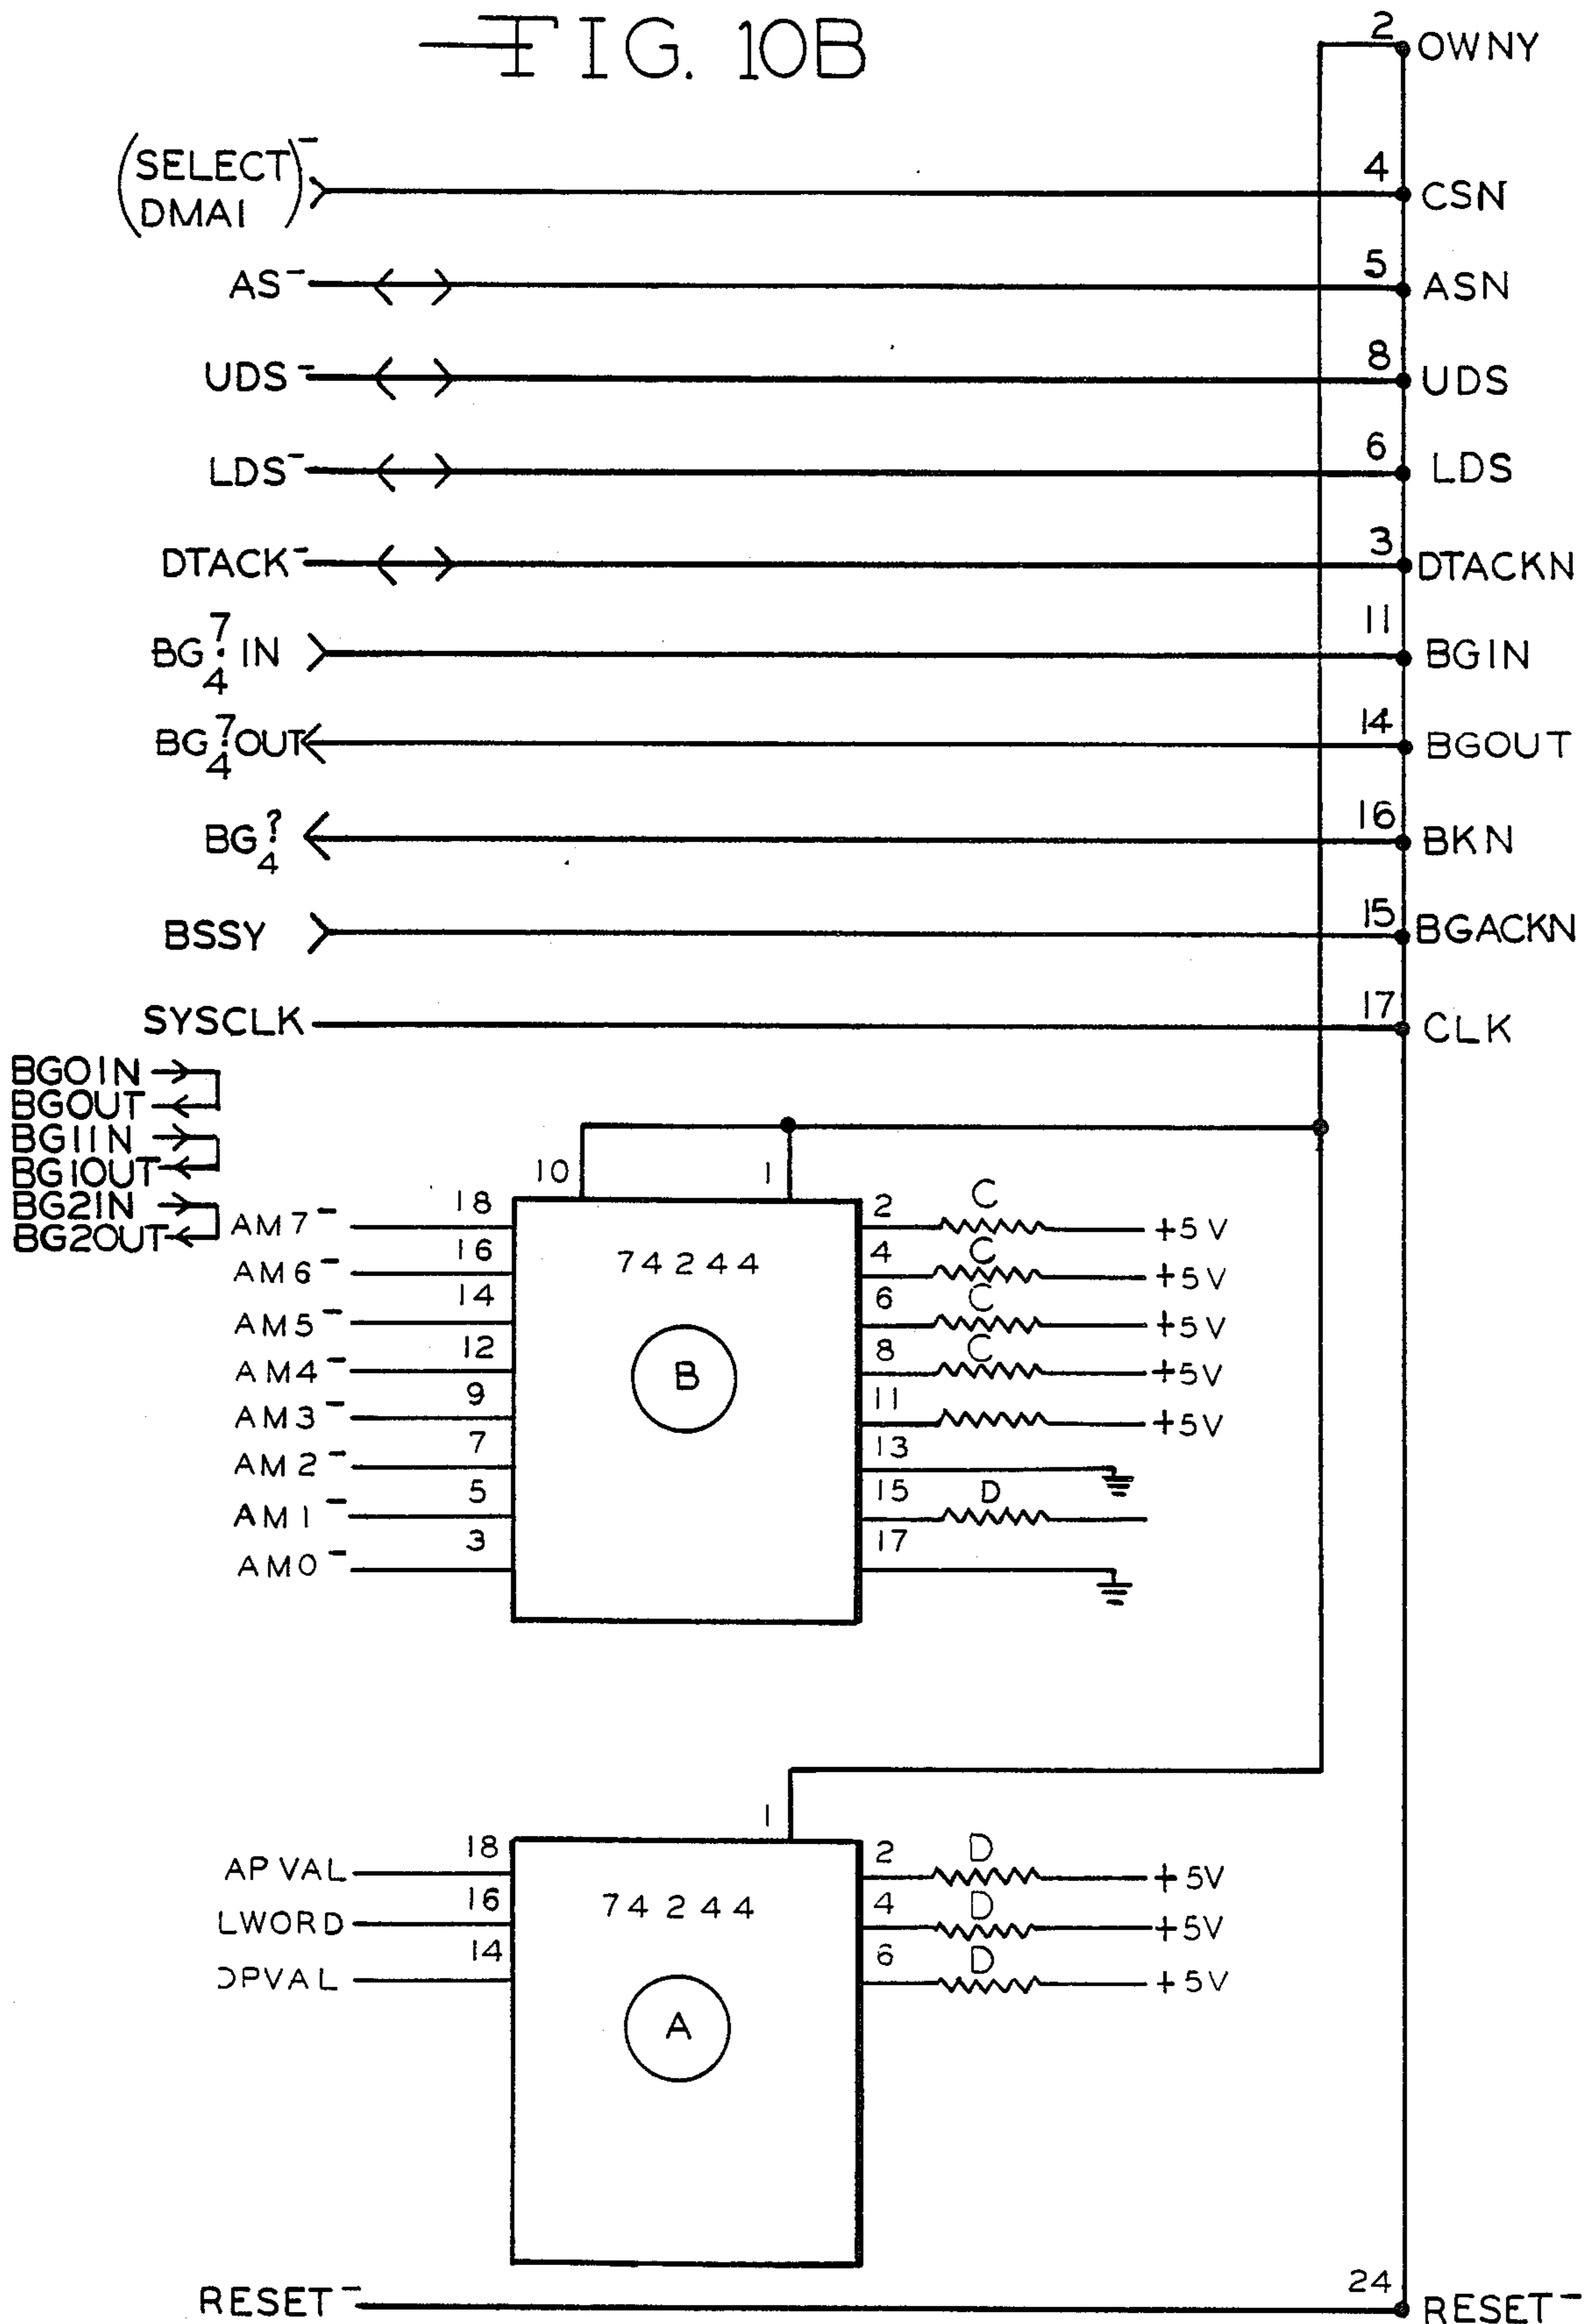 FIG. 10B
2 OWNY
(SELECT DMA1)⁻ 4 CSN
AS⁻ 5 ASN
UDS⁻ 8 UDS
LDS⁻ 6 LDS
DTACK⁻ 3 DTACKN
BG 7 : 4 IN 11 BGIN
BG 7 : 4 OUT 14 BGOUT
BG ? : 4 16 BKN
BSSY 15 BGACKN
SYSCLK 17 CLK
BG0IN
BGOUT
BG1IN
BG1OUT
BG2IN
BG2OUT
10 1
AM7⁻ 18 2 C +5V
AM6⁻ 16 74244 4 C +5V
AM5⁻ 14 6 C +5V
AM4⁻ 12 B 8 C +5V
AM3⁻ 9 11 +5V
AM2⁻ 7 13
AM1⁻ 5 15 D
AM0⁻ 3 17
1
APVAL 18 2 D +5V
LWORD 16 74244 4 D +5V
DPVAL 14 6 D +5V
A
RESET⁻ 24 RESET⁻